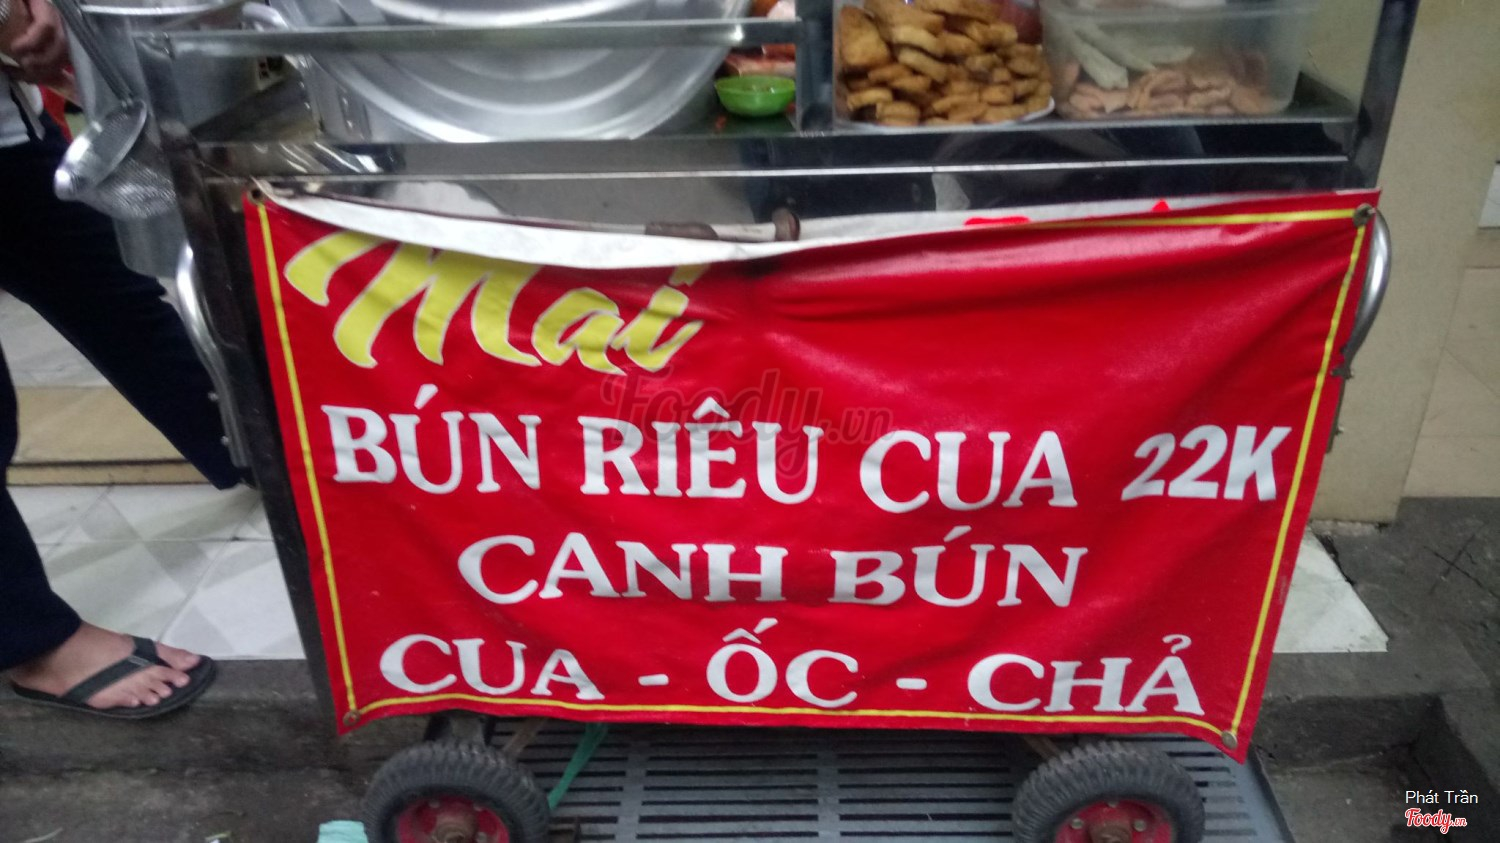 Mai
BÚN RIÊU CUA 22K
CANH BÚN
CUA - ỐC - CHẢ
Foody.vn
Phát Trần
Foody.vn